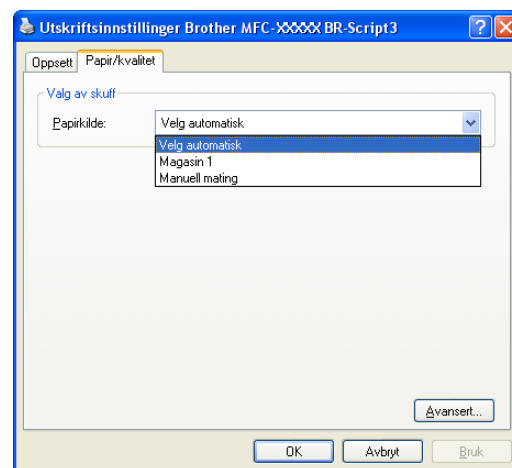 Utskriftsinnstillinger Brother MFC-XXXXX BR-Script3
Oppsett Papir/kvalitet
Valg av skuff
Papirkilde: Velg automatisk
Velg automatisk
Magasin 1
Manuell mating
Avansert...
OK Avbryt Bruk